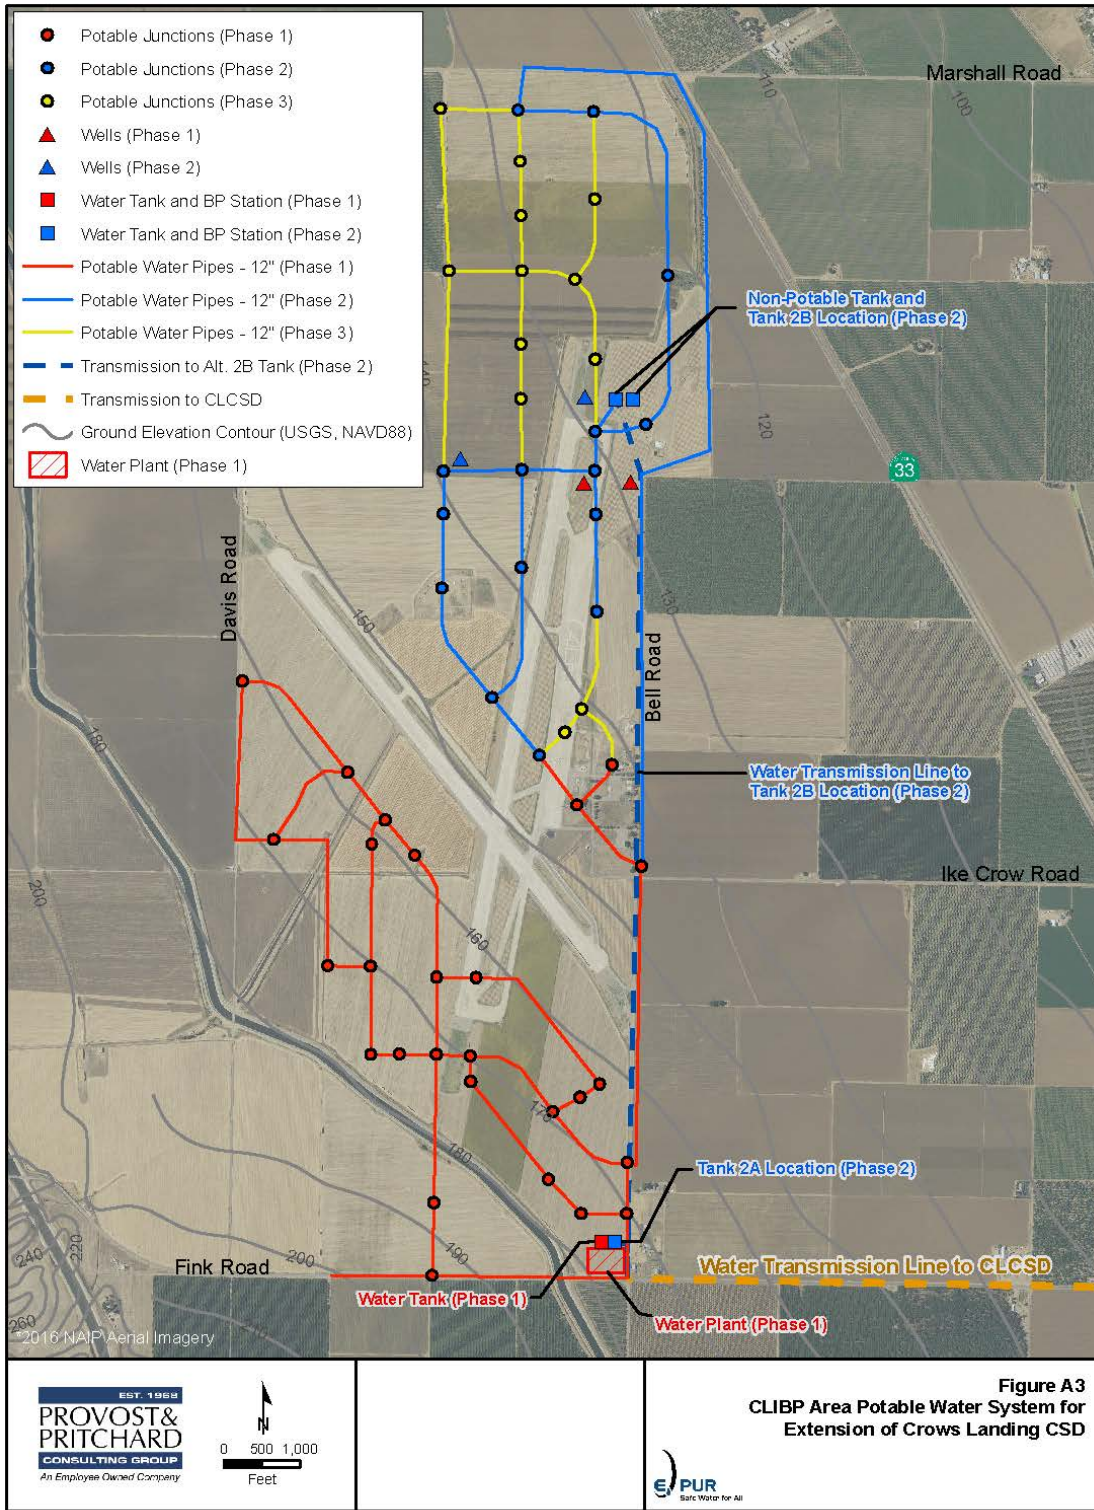 Potable Junctions (Phase 1)
Potable Junctions (Phase 2)
Potable Junctions (Phase 3)
Wells (Phase 1)
Wells (Phase 2)
Water Tank and BP Station (Phase 1)
Water Tank and BP Station (Phase 2)
Potable Water Pipes - 12" (Phase 1)
Potable Water Pipes - 12" (Phase 2)
Potable Water Pipes - 12" (Phase 3)
Transmission to Alt. 2B Tank (Phase 2)
Transmission to CLCSD
Ground Elevation Contour (USGS, NAVD88)
Water Plant (Phase 1)
Marshall Road
110
100
Non-Potable Tank and
Tank 2B Location (Phase 2)
140
120
33
130
150
Davis Road
Bell Road
180
Water Transmission Line to
Tank 2B Location (Phase 2)
Ike Crow Road
200
160
170
180
Tank 2A Location (Phase 2)
190
200
240
220
260
Fink Road
Water Transmission Line to CLCSD
Water Tank (Phase 1)
Water Plant (Phase 1)
*2016 NAIP Aerial Imagery
EST. 1968
PROVOST&
PRITCHARD
CONSULTING GROUP
An Employee Owned Company
N
0 500 1,000
Feet
Figure A3
CLIBP Area Potable Water System for
Extension of Crows Landing CSD
E PUR
Safe Water for All